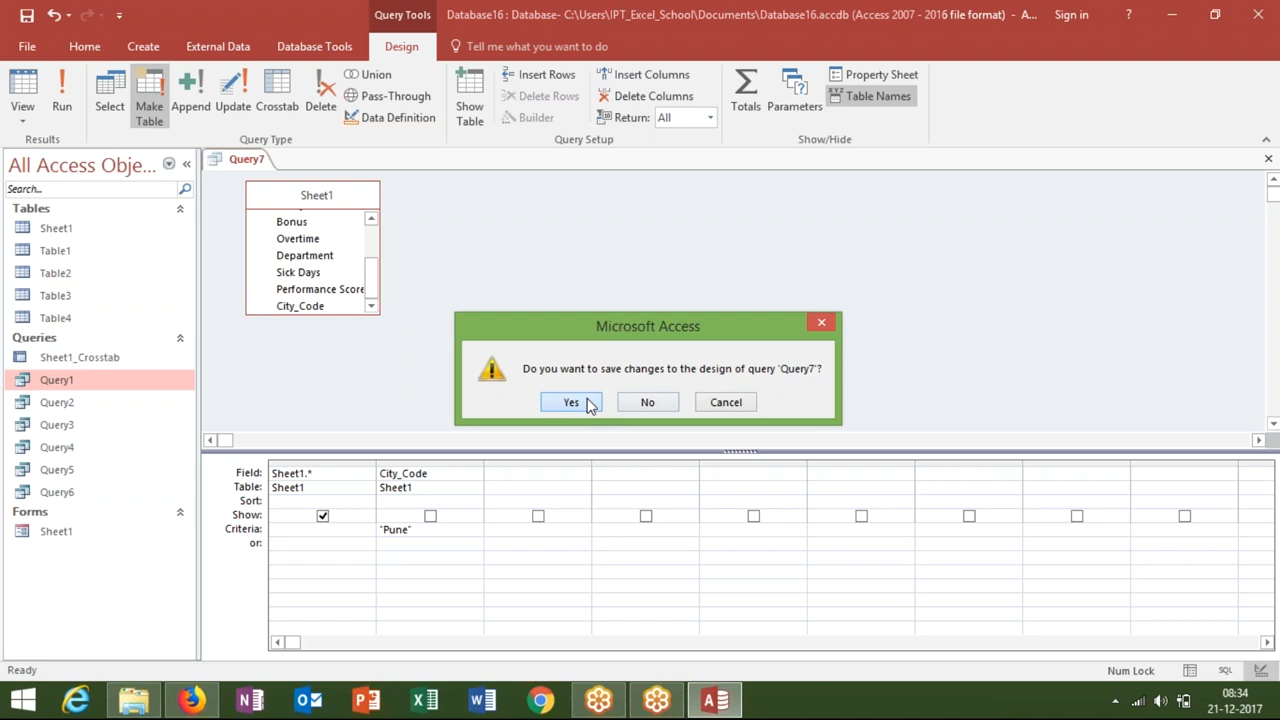 Query Tools
Database16 : Database- C:\Users\IPT_Excel_School\Documents\Database16.accdb (Access 2007 - 2016 file format) - A...
Sign in
?
File
Home
Create
External Data
Database Tools
Design
Tell me what you want to do
View
Run
Select
Make Table
Append
Update
Crosstab
Delete
Union
Pass-Through
Data Definition
Show Table
Insert Rows
Delete Rows
Builder
Insert Columns
Delete Columns
Return: All
Totals
Parameters
Property Sheet
XYZ
Table Names
Results
Query Type
Query Setup
Show/Hide
All Access Obje...
Search...
Tables
Sheet1
Table1
Table2
Table3
Table4
Queries
Sheet1_Crosstab
Query1
Query2
Query3
Query4
Query5
Query6
Forms
Sheet1
Query7
Sheet1
Bonus
Overtime
Department
Sick Days
Performance Score
City_Code
Microsoft Access
Do you want to save changes to the design of query 'Query7'?
Yes
No
Cancel
Field: Sheet1.* City_Code
Table: Sheet1 Sheet1
Sort:
Show:
Criteria: "Pune"
or:
Ready
Num Lock
SQL
08:34
21-12-2017